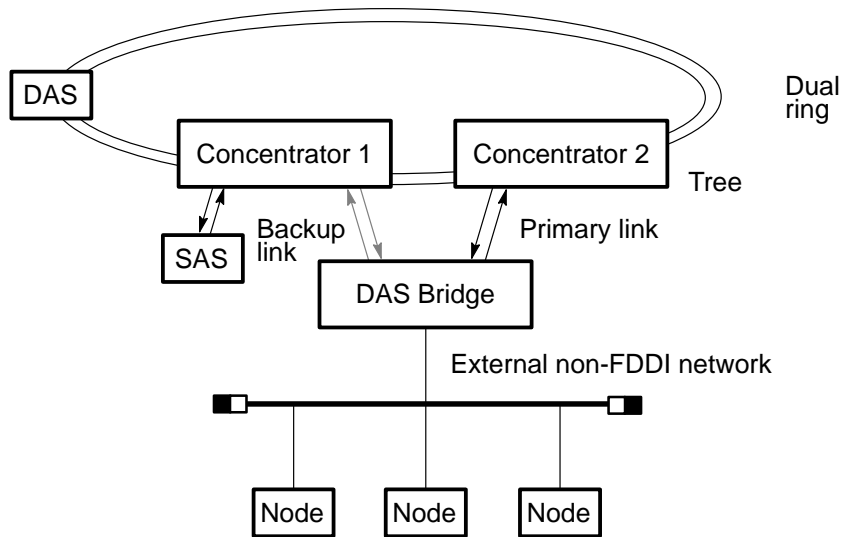 DAS
Dual
ring
Concentrator 1
Concentrator 2
Tree
Backup
link
Primary link
SAS
DAS Bridge
External non-FDDI network
Node
Node
Node